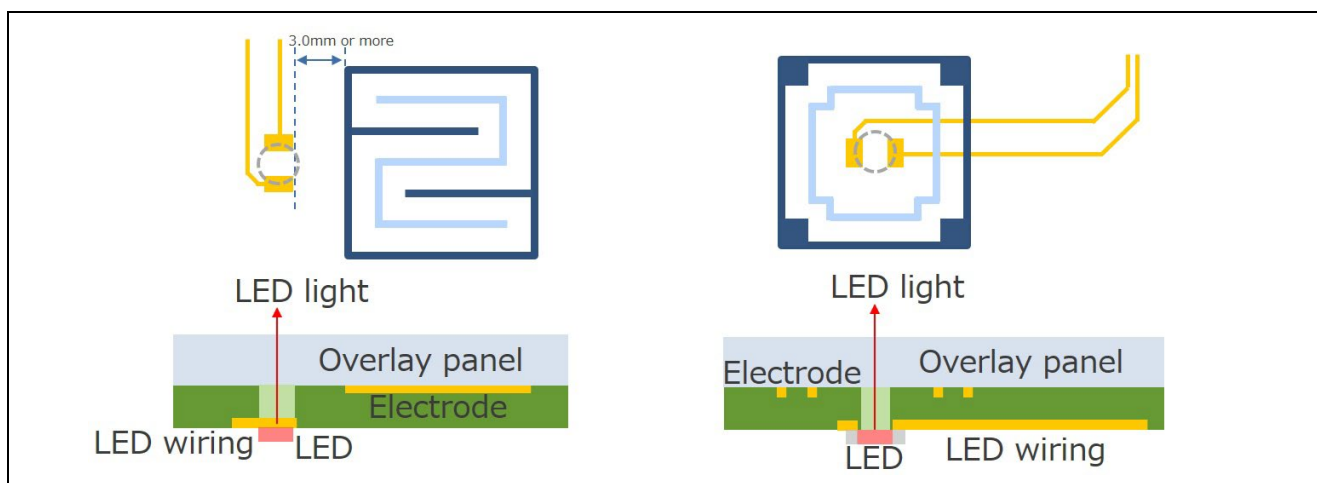 3.0mm or more
LED light
Overlay panel
Electrode
LED wiring
LED
LED light
Electrode
Overlay panel
LED
LED wiring